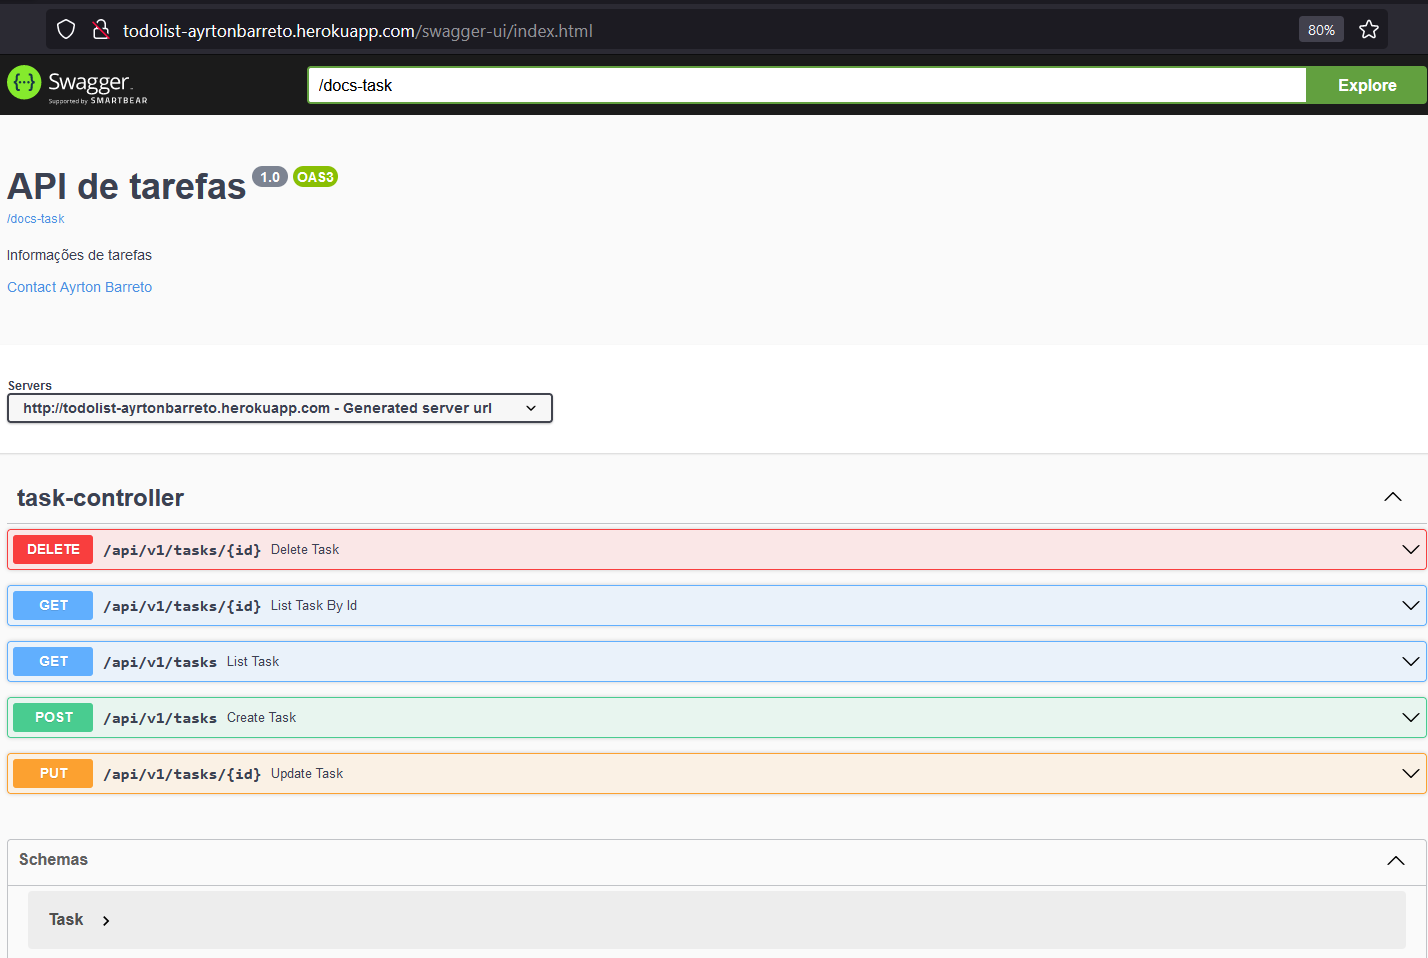 todolist-ayrtonbarreto.herokuapp.com/swagger-ui/index.html
80%
Swagger
Supported by SMARTBEAR
/docs-task
Explore
API de tarefas 1.0 OAS3
/docs-task
Informações de tarefas
Contact Ayrton Barreto
Servers
http://todolist-ayrtonbarreto.herokuapp.com - Generated server url
task-controller
DELETE /api/v1/tasks/{id} Delete Task
GET /api/v1/tasks/{id} List Task By Id
GET /api/v1/tasks List Task
POST /api/v1/tasks Create Task
PUT /api/v1/tasks/{id} Update Task
Schemas
Task